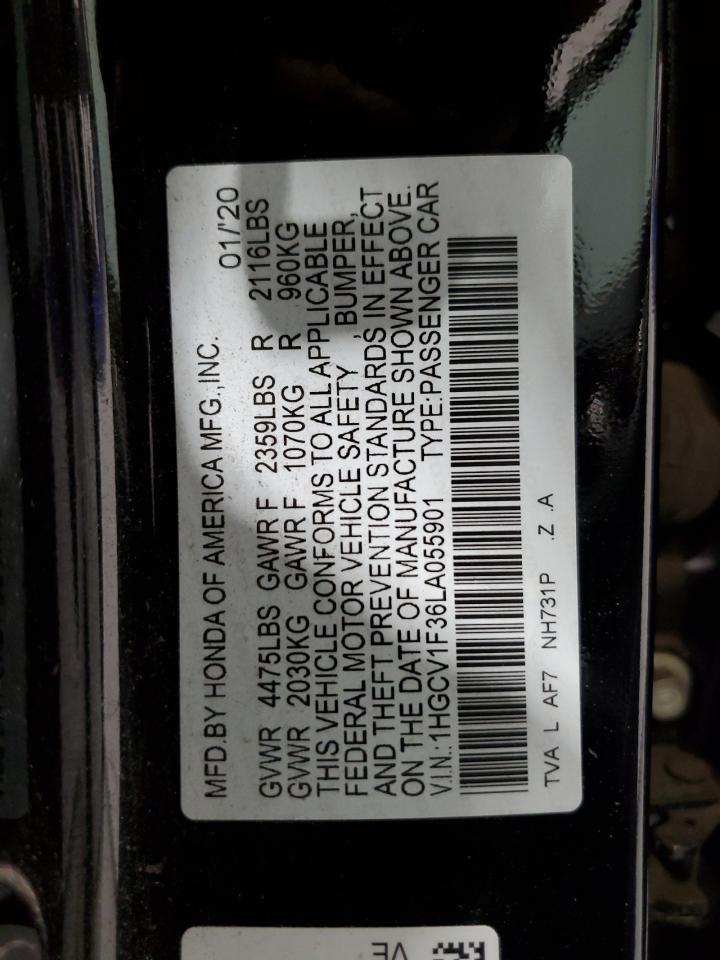 MFD.BY HONDA OF AMERICA MFG.,INC. 01/'20
GVWR 4475LBS GAWR F 2359LBS R 2116LBS
GVWR 2030KG GAWR F 1070KG R 960KG
THIS VEHICLE CONFORMS TO ALL APPLICABLE
FEDERAL MOTOR VEHICLE SAFETY , BUMPER,
AND THEFT PREVENTION STANDARDS IN EFFECT
ON THE DATE OF MANUFACTURE SHOWN ABOVE.
V.I.N.:1HGCV1F36LA055901 TYPE:PASSENGER CAR
TVA L AF7 NH731P .Z .A
VE